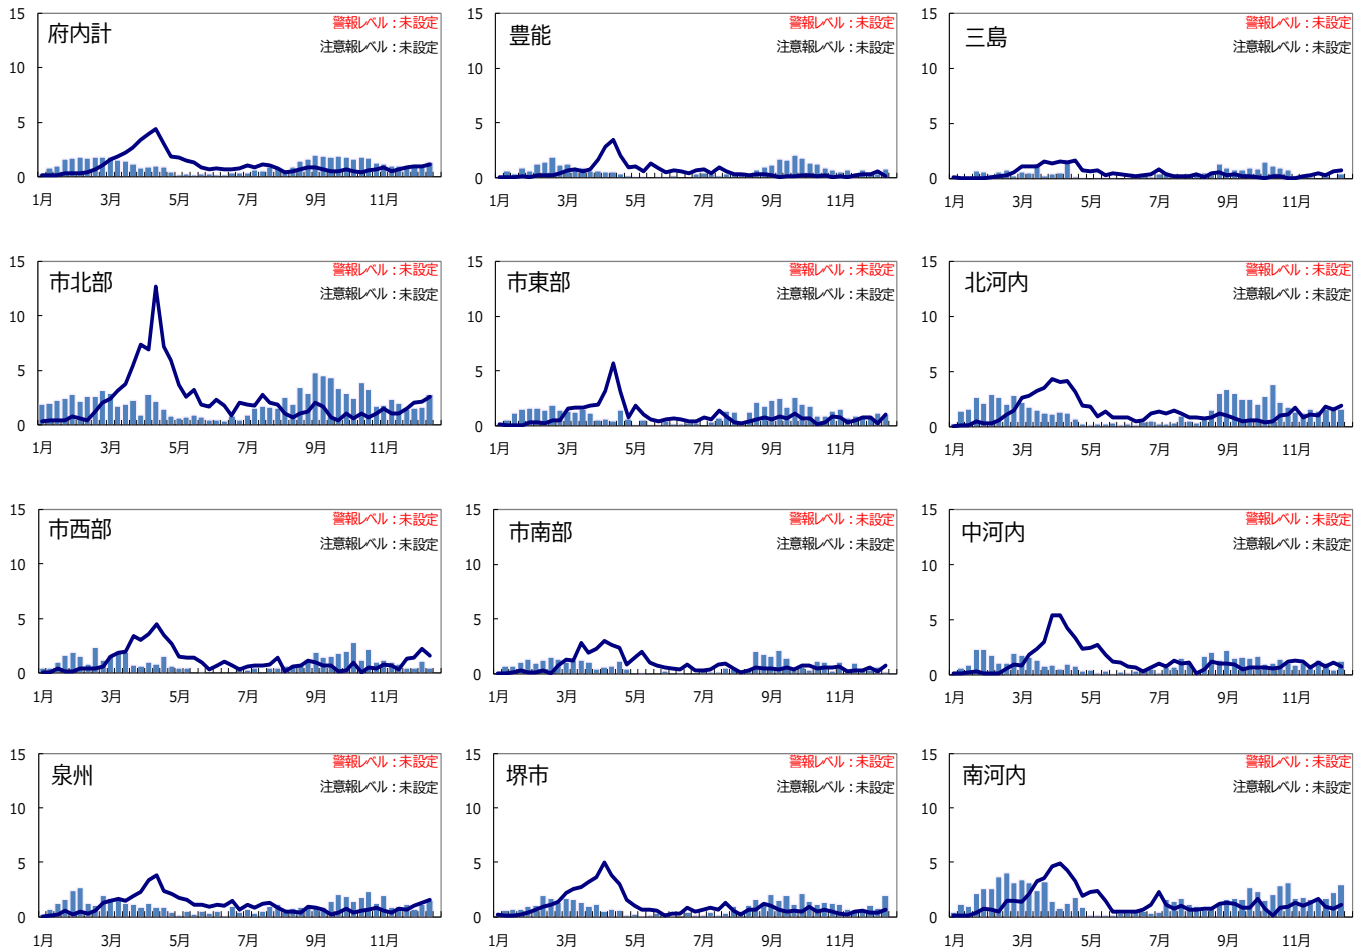 府内計
警報レベル：未設定
注意報レベル：未設定
15
10
5
0
1月 3月 5月 7月 9月 11月
豊能
警報レベル：未設定
注意報レベル：未設定
15
10
5
0
1月 3月 5月 7月 9月 11月
三島
警報レベル：未設定
注意報レベル：未設定
15
10
5
0
1月 3月 5月 7月 9月 11月
市北部
警報レベル：未設定
注意報レベル：未設定
15
10
5
0
1月 3月 5月 7月 9月 11月
市東部
警報レベル：未設定
注意報レベル：未設定
15
10
5
0
1月 3月 5月 7月 9月 11月
北河内
警報レベル：未設定
注意報レベル：未設定
15
10
5
0
1月 3月 5月 7月 9月 11月
市西部
警報レベル：未設定
注意報レベル：未設定
15
10
5
0
1月 3月 5月 7月 9月 11月
市南部
警報レベル：未設定
注意報レベル：未設定
15
10
5
0
1月 3月 5月 7月 9月 11月
中河内
警報レベル：未設定
注意報レベル：未設定
15
10
5
0
1月 3月 5月 7月 9月 11月
泉州
警報レベル：未設定
注意報レベル：未設定
15
10
5
0
1月 3月 5月 7月 9月 11月
堺市
警報レベル：未設定
注意報レベル：未設定
15
10
5
0
1月 3月 5月 7月 9月 11月
南河内
警報レベル：未設定
注意報レベル：未設定
15
10
5
0
1月 3月 5月 7月 9月 11月